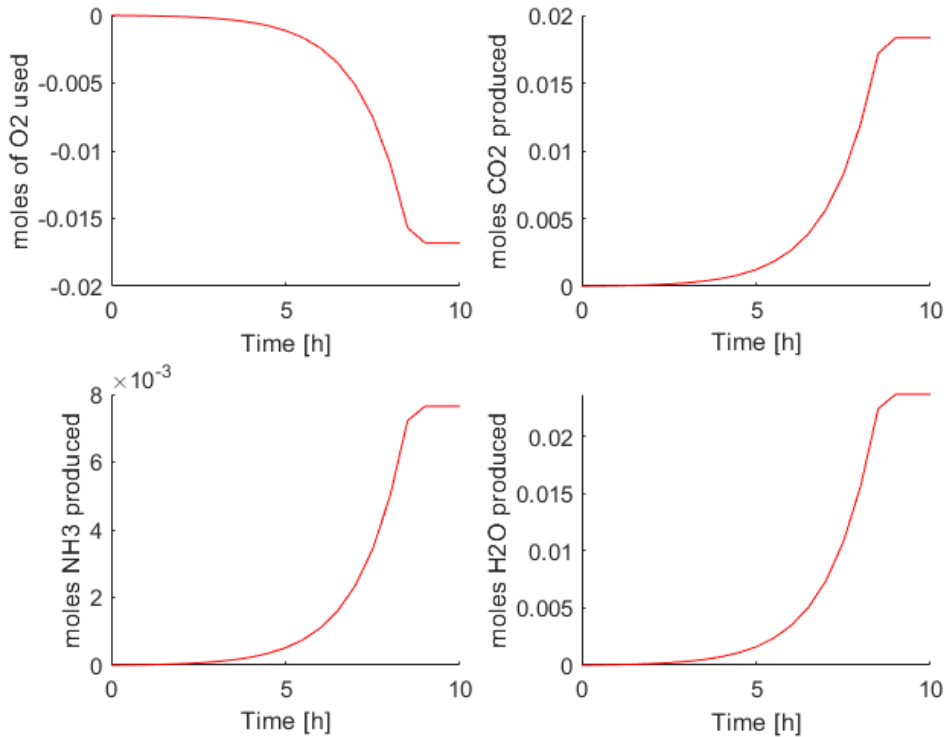 moles of O2 used
0
-0.005
-0.01
-0.015
-0.02
0 5 10
Time [h]
moles CO2 produced
0.02
0.015
0.01
0.005
0
0 5 10
Time [h]
moles NH3 produced
×10-3
8
6
4
2
0
0 5 10
Time [h]
moles H2O produced
0.02
0.015
0.01
0.005
0
0 5 10
Time [h]